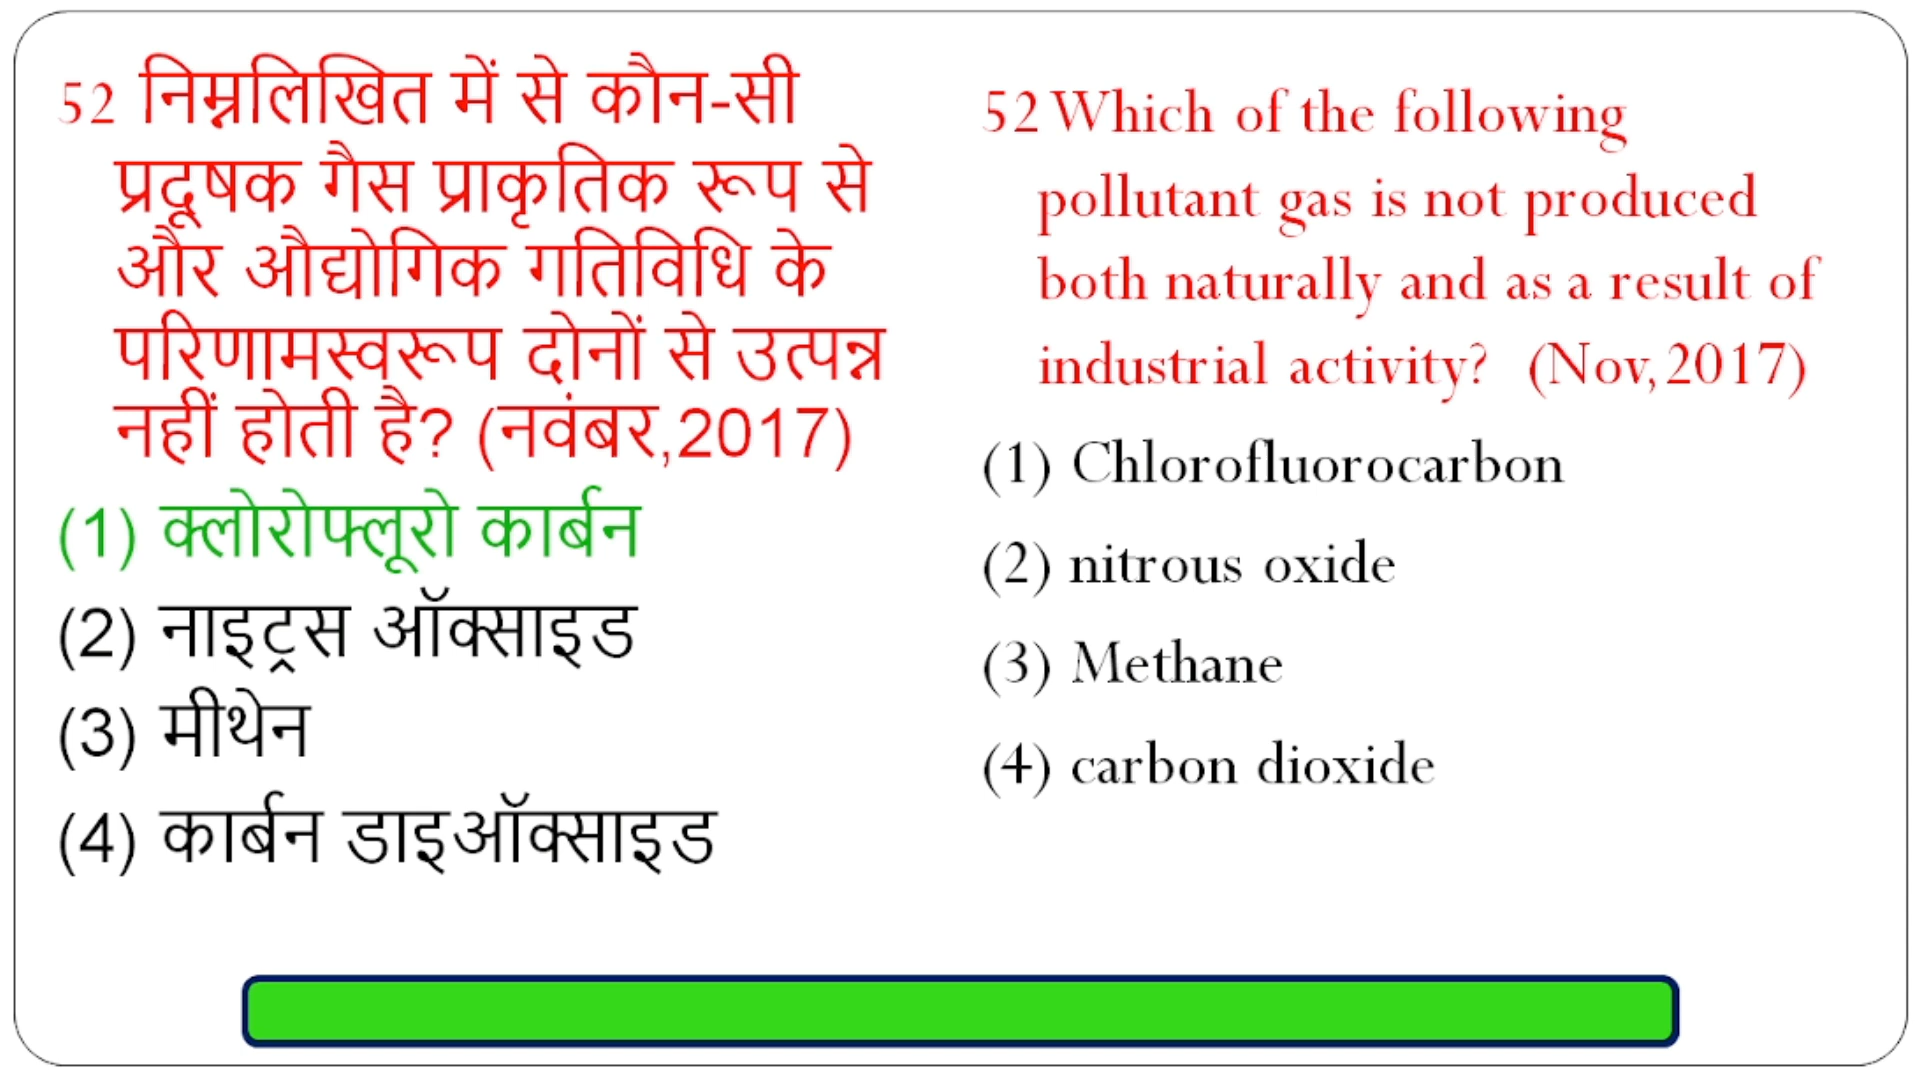 52 निम्नलिखित में से कौन-सी
प्रदूषक गैस प्राकृतिक रूप से
और औद्योगिक गतिविधि के
परिणामस्वरूप दोनों से उत्पन्न
नहीं होती है? (नवंबर,2017)
(1) क्लोरोफ्लूरो कार्बन
(2) नाइट्रस ऑक्साइड
(3) मीथेन
(4) कार्बन डाइऑक्साइड
52 Which of the following
pollutant gas is not produced
both naturally and as a result of
industrial activity? (Nov,2017)
(1) Chlorofluorocarbon
(2) nitrous oxide
(3) Methane
(4) carbon dioxide